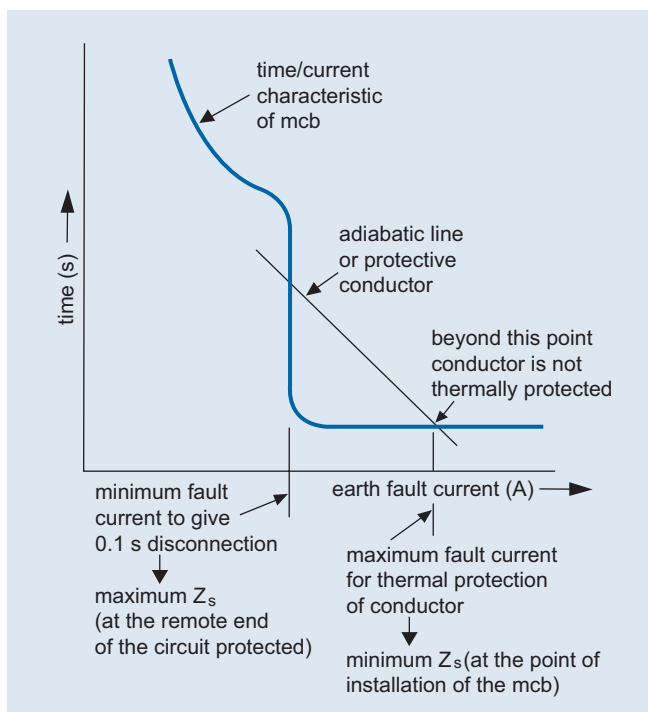 time/current
characteristic
of mcb
adiabatic line
or protective
conductor
time (s)
beyond this point
conductor is not
thermally protected
minimum fault
current to give
0.1 s disconnection
earth fault current (A)
maximum Zs
(at the remote end
of the circuit protected)
maximum fault current
for thermal protection
of conductor
minimum Zs(at the point of
installation of the mcb)